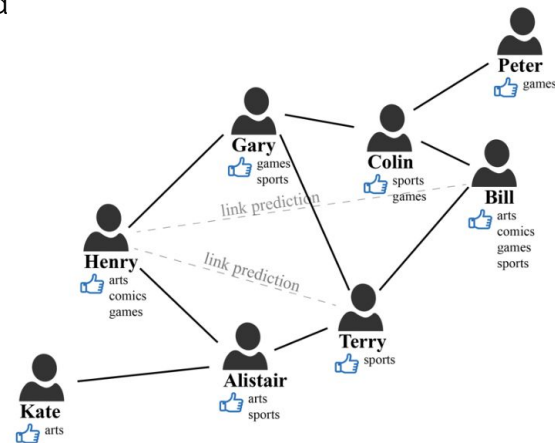 d
Peter
games
Gary
games
sports
Colin
sports
games
Bill
arts
comics
games
sports
link prediction
Henry
arts
comics
games
link prediction
Terry
sports
Alistair
arts
sports
Kate
arts